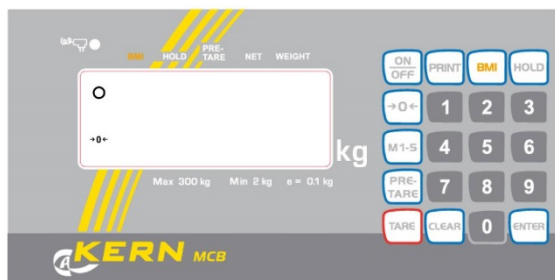 BMI HOLD PRE-TARE NET WEIGHT
→0←
kg
Max 300 kg Min 2 kg e = 0.1 kg
KERN MCB
ON OFF PRINT BMI HOLD
→0← 1 2 3
M1-5 4 5 6
PRE-TARE 7 8 9
TARE CLEAR 0 ENTER